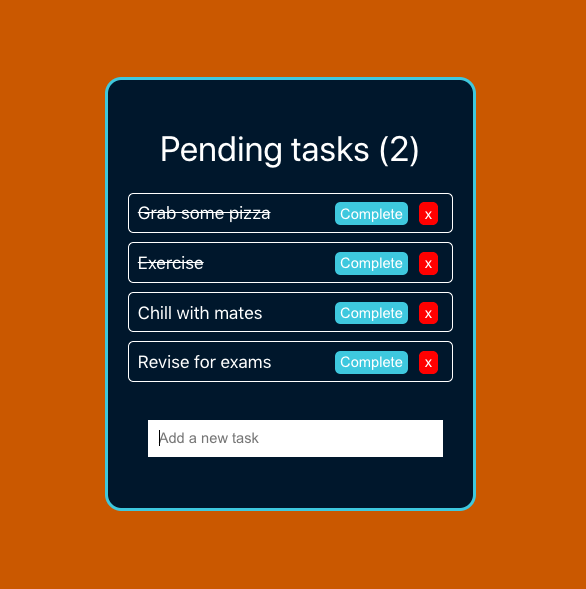 Pending tasks (2)
Grab some pizza Complete x
Exercise Complete x
Chill with mates Complete x
Revise for exams Complete x
Add a new task